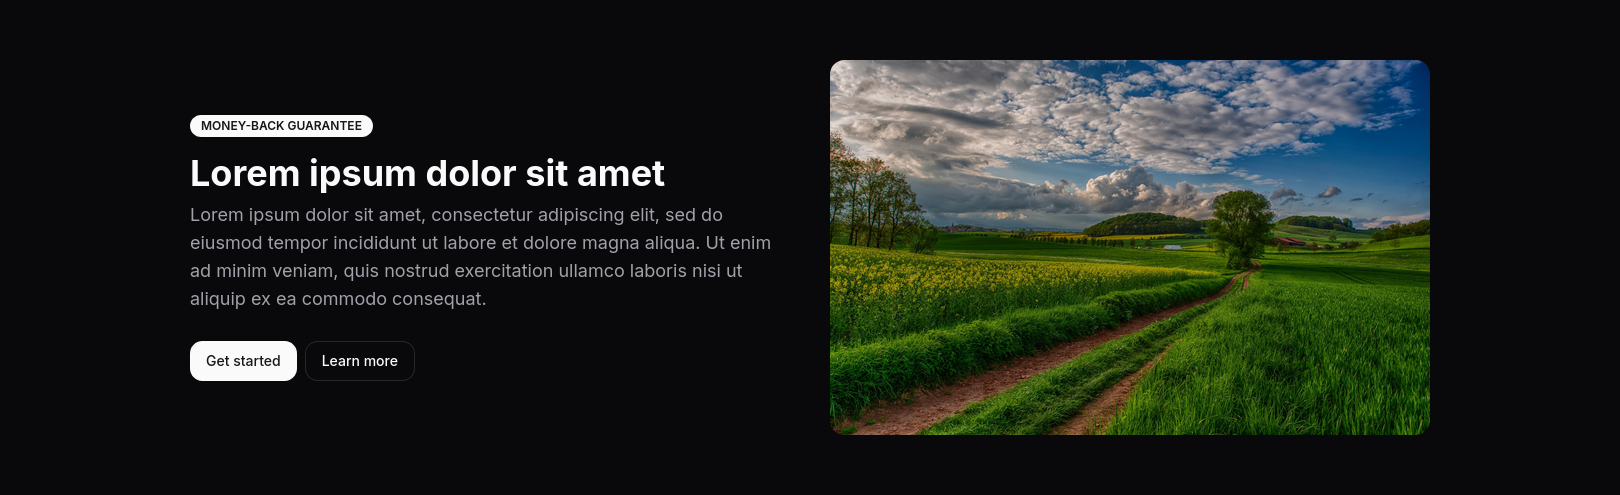 MONEY-BACK GUARANTEE
Lorem ipsum dolor sit amet
Lorem ipsum dolor sit amet, consectetur adipiscing elit, sed do
eiusmod tempor incididunt ut labore et dolore magna aliqua. Ut enim
ad minim veniam, quis nostrud exercitation ullamco laboris nisi ut
aliquip ex ea commodo consequat.
Get started
Learn more